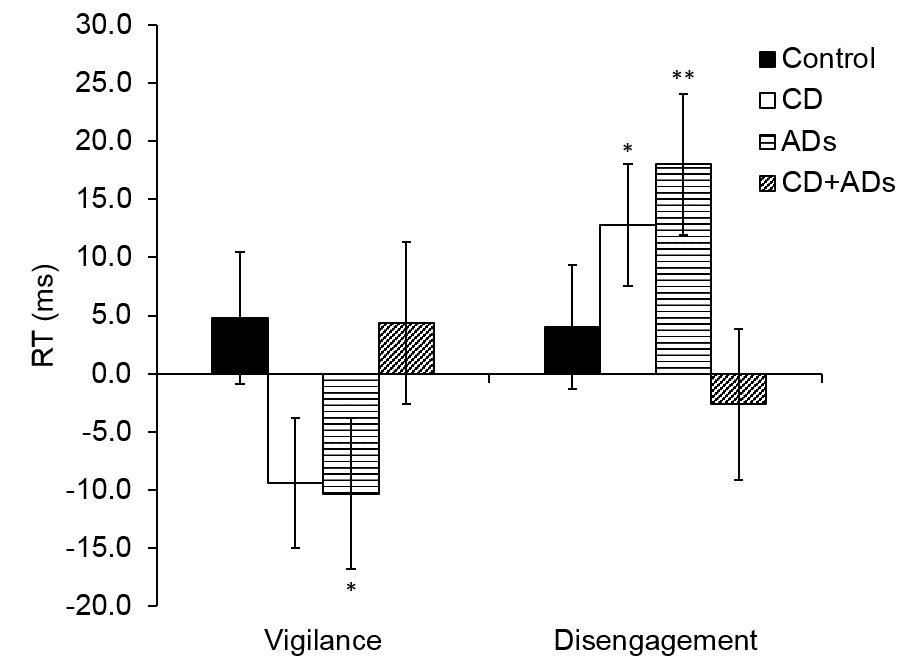 30.0
25.0
20.0
15.0
10.0
5.0
0.0
-5.0
-10.0
-15.0
-20.0
RT (ms)
*
*
**
Control
CD
ADs
CD+ADs
Vigilance
Disengagement